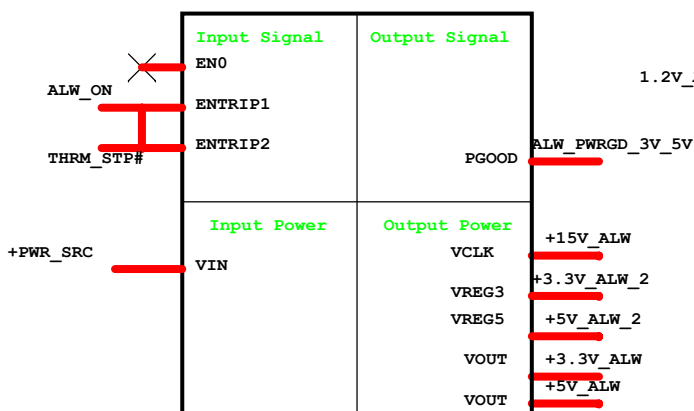 Input Signal
Output Signal
EN0
ALW_ON
ENTRIP1
ENTRIP2
THRM_STP#
1.2V_
PGOOD
ALW_PWRGD_3V_5V
Input Power
Output Power
+PWR_SRC
VIN
VCLK
+15V_ALW
VREG3
+3.3V_ALW_2
VREG5
+5V_ALW_2
VOUT
+3.3V_ALW
VOUT
+5V_ALW